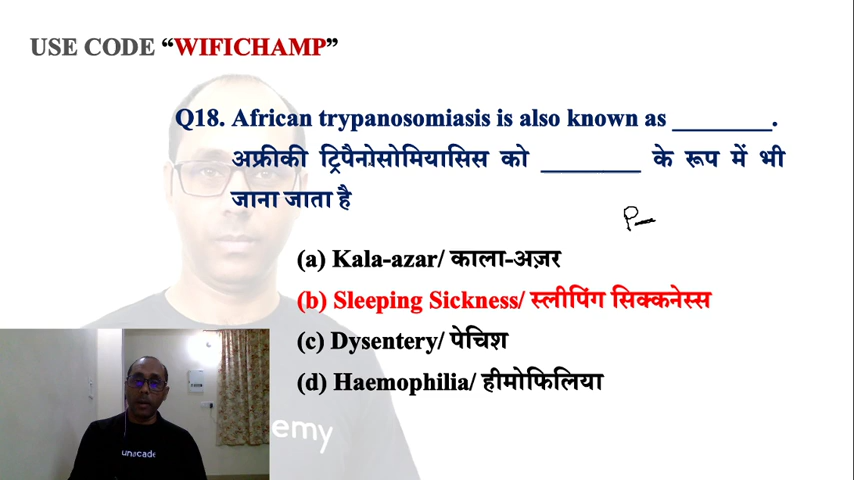 USE CODE “WIFICHAMP”
Q18. African trypanosomiasis is also known as ________.
अफ्रीकी ट्रिपैनोसोमियासिस को ________ के रूप में भी
जाना जाता है
P
(a) Kala-azar/ काला-अज़र
(b) Sleeping Sickness/ स्लीपिंग सिक्कनेस्स
(c) Dysentery/ पेचिश
(d) Haemophilia/ हीमोफिलिया
emy
unacade